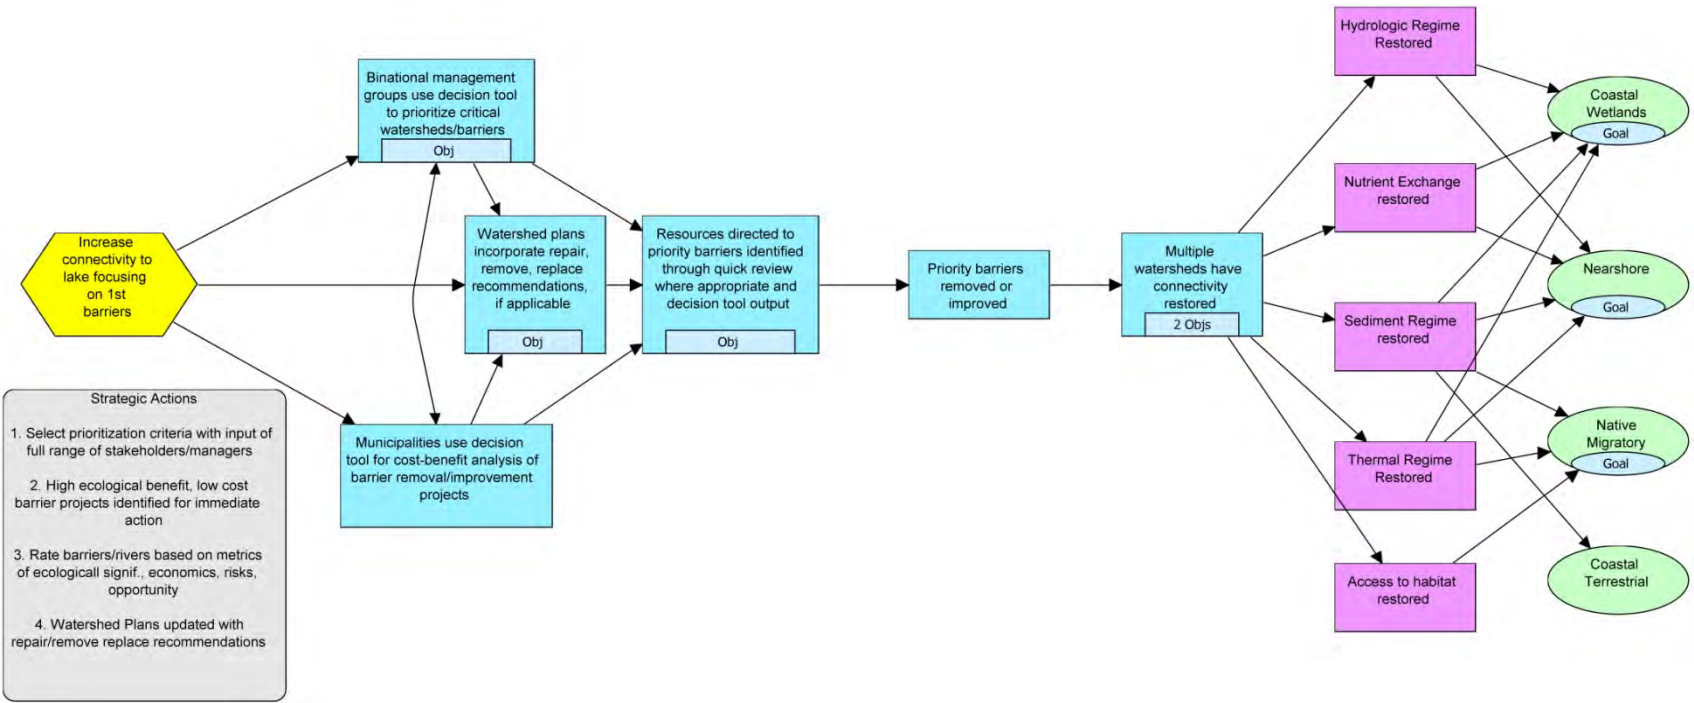 Increase
connectivity to
lake focusing
on 1st
barriers
Strategic Actions
1. Select prioritization criteria with input of
full range of stakeholders/managers
2. High ecological benefit, low cost
barrier projects identified for immediate
action
3. Rate barriers/rivers based on metrics
of ecologicall signif., economics, risks,
opportunity
4. Watershed Plans updated with
repair/remove replace recommendations
Binational management
groups use decision tool
to prioritize critical
watersheds/barriers
Obj
Watershed plans
incorporate repair,
remove, replace
recommendations,
if applicable
Obj
Municipalities use decision
tool for cost-benefit analysis of
barrier removal/improvement
projects
Resources directed to
priority barriers identified
through quick review
where appropriate and
decision tool output
Obj
Priority barriers
removed or
improved
Multiple
watersheds have
connectivity
restored
2 Objs
Hydrologic Regime
Restored
Nutrient Exchange
restored
Sediment Regime
restored
Thermal Regime
Restored
Access to habitat
restored
Coastal
Wetlands
Goal
Nearshore
Goal
Native
Migratory
Goal
Coastal
Terrestrial